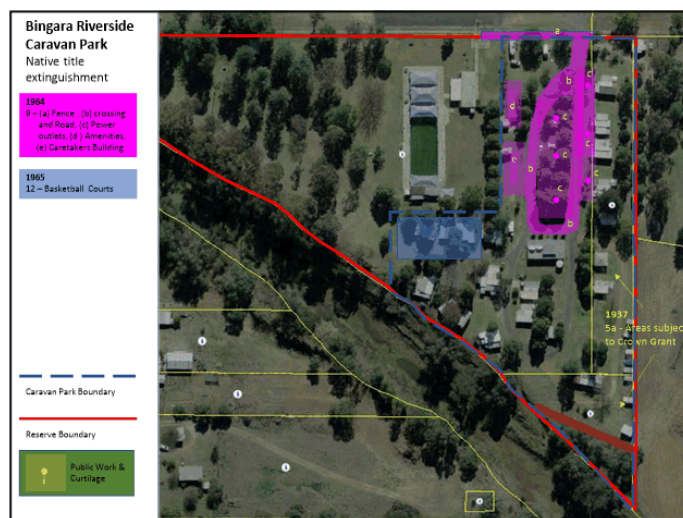 Bingara Riverside
Caravan Park
Native title
extinguishment
1964
9 – (a) Fence , (b) crossing
and Road, (c) Power
outlets, (d ) Amenities,
(e) Caretakers Building
1965
12 – Basketball Courts
Caravan Park Boundary
Reserve Boundary
Public Work &
Curtilage
a
b
c
d
c
c
c
e
b
c
c
c
b
1937
5a - Areas subject
to Crown Grant